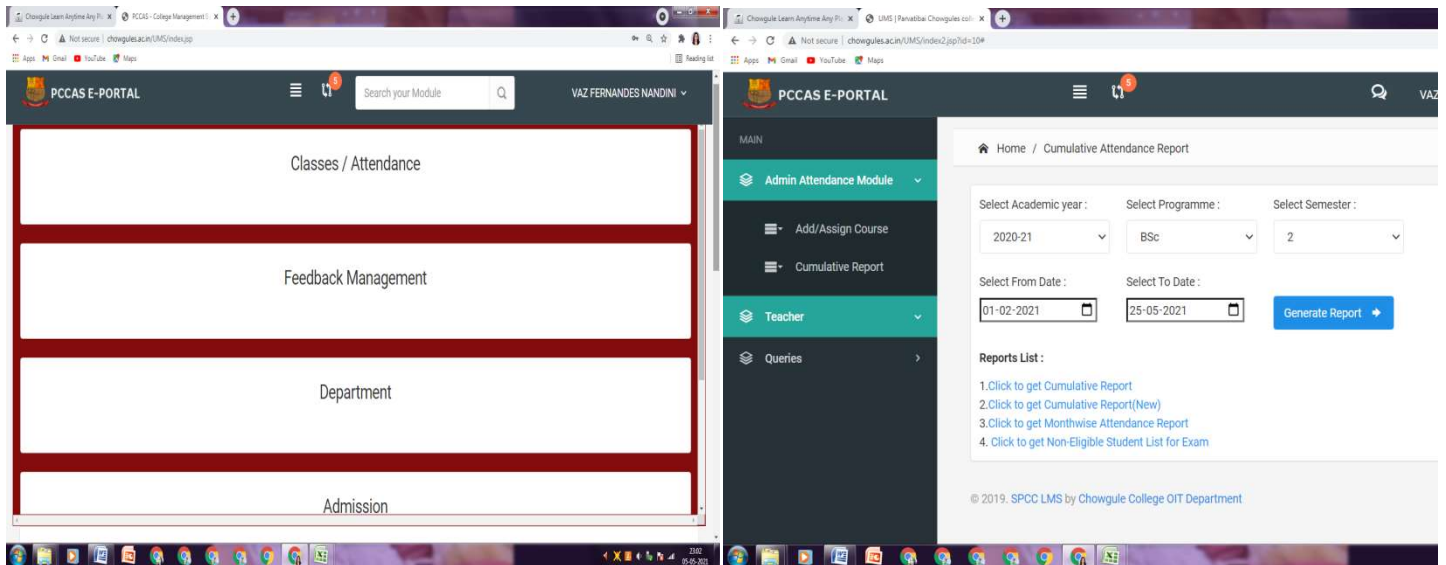 Chowgule Learn Anytime Any Pl
PCCAS - College Management S
Not secure | chowgules.ac.in/UMS/index.jsp
Apps Gmail YouTube Maps
Reading list
PCCAS E-PORTAL
5
Search your Module
VAZ FERNANDES NANDINI
Classes / Attendance
Feedback Management
Department
Admission
23:02
05-05-2021
Chowgule Learn Anytime Any Pl
UMS | Parvatibai Chowgules coll
Not secure | chowgules.ac.in/UMS/index2.jsp?id=10#
Apps Gmail YouTube Maps
PCCAS E-PORTAL
5
VAZ
MAIN
Admin Attendance Module
Add/Assign Course
Cumulative Report
Teacher
Queries
Home / Cumulative Attendance Report
Select Academic year : Select Programme : Select Semester :
2020-21 BSc 2
Select From Date : Select To Date :
01-02-2021 25-05-2021 Generate Report
Reports List :
1.Click to get Cumulative Report
2.Click to get Cumulative Report(New)
3.Click to get Monthwise Attendance Report
4. Click to get Non-Eligible Student List for Exam
© 2019. SPCC LMS by Chowgule College OIT Department